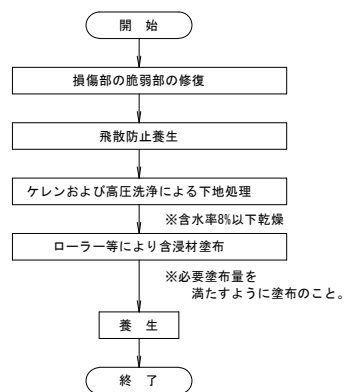 開　始
損傷部の脆弱部の修復
飛散防止養生
ケレンおよび高圧洗浄による下地処理
※含水率8%以下乾燥
ローラー等により含浸材塗布
※必要塗布量を
満たすように塗布のこと。
養　生
終　了